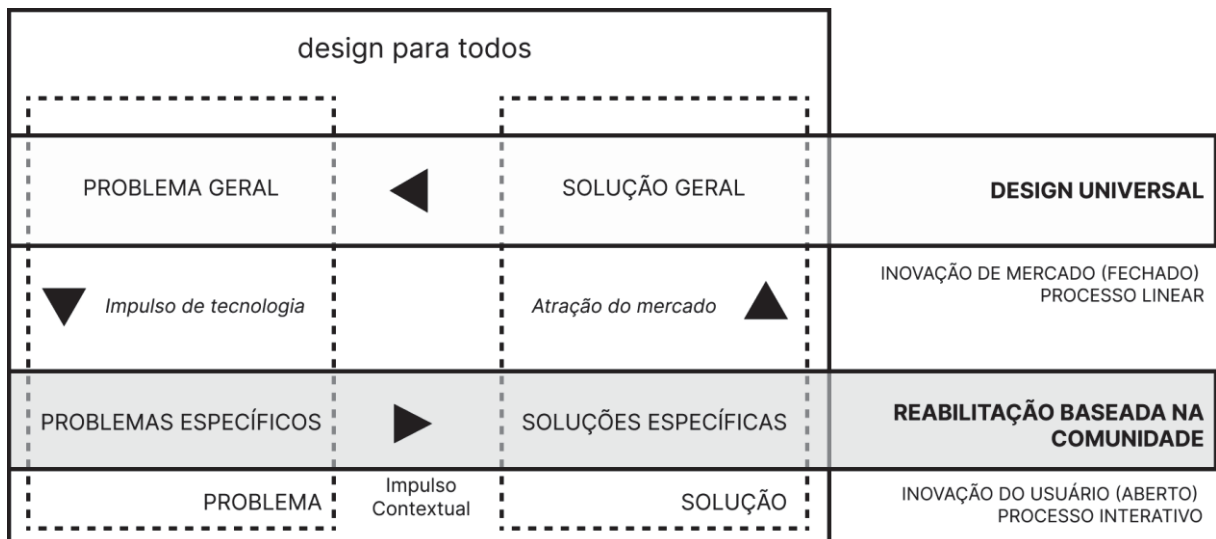 design para todos
PROBLEMA GERAL
SOLUÇÃO GERAL
DESIGN UNIVERSAL
INOVAÇÃO DE MERCADO (FECHADO)
PROCESSO LINEAR
Impulso de tecnologia
Atração do mercado
PROBLEMAS ESPECÍFICOS
SOLUÇÕES ESPECÍFICAS
REABILITAÇÃO BASEADA NA
COMUNIDADE
PROBLEMA
Impulso
Contextual
SOLUÇÃO
INOVAÇÃO DO USUÁRIO (ABERTO)
PROCESSO INTERATIVO